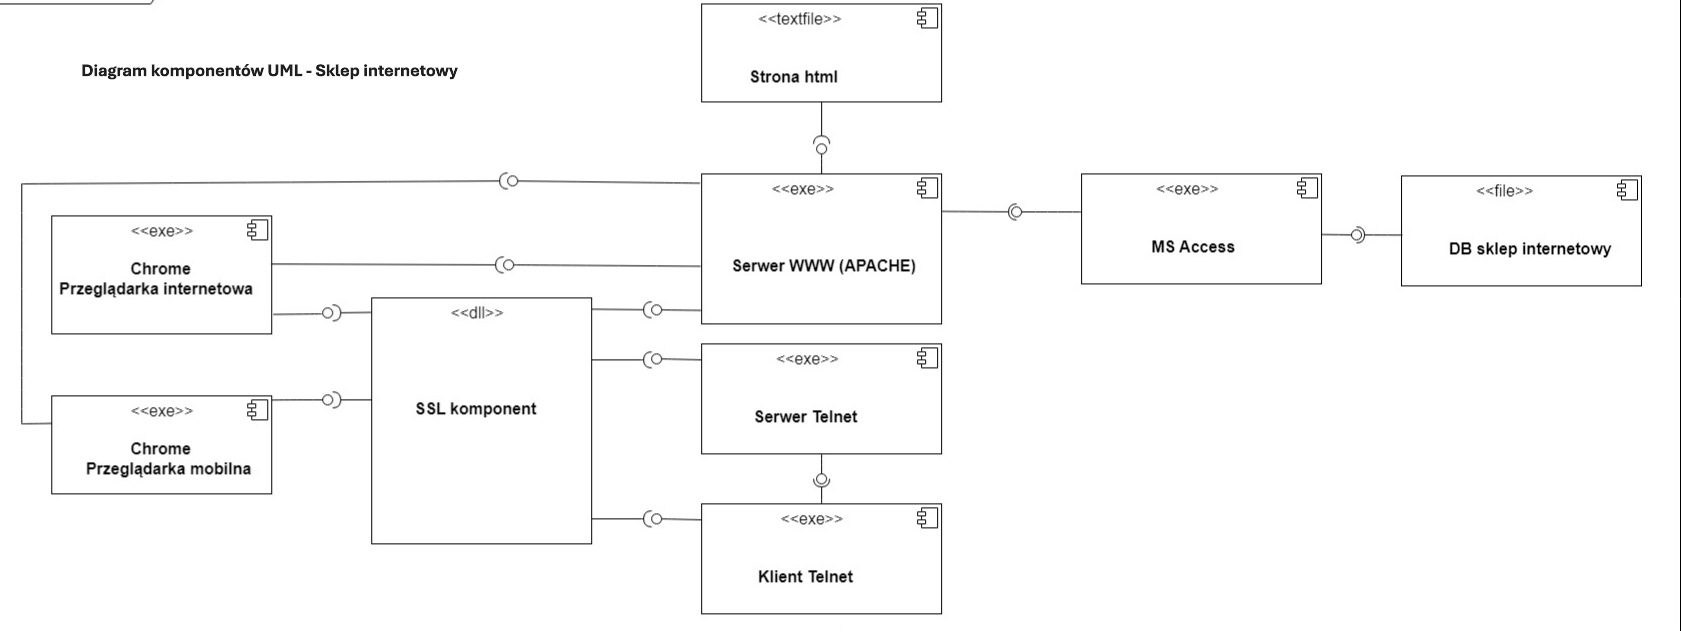 <<textfile>>
Strona html
Diagram komponentów UML - Sklep internetowy
<<exe>>
Serwer WWW (APACHE)
<<exe>>
MS Access
<<file>>
DB sklep internetowy
<<exe>>
Chrome
Przeglądarka internetowa
<<dll>>
SSL komponent
<<exe>>
Serwer Telnet
<<exe>>
Chrome
Przeglądarka mobilna
<<exe>>
Klient Telnet